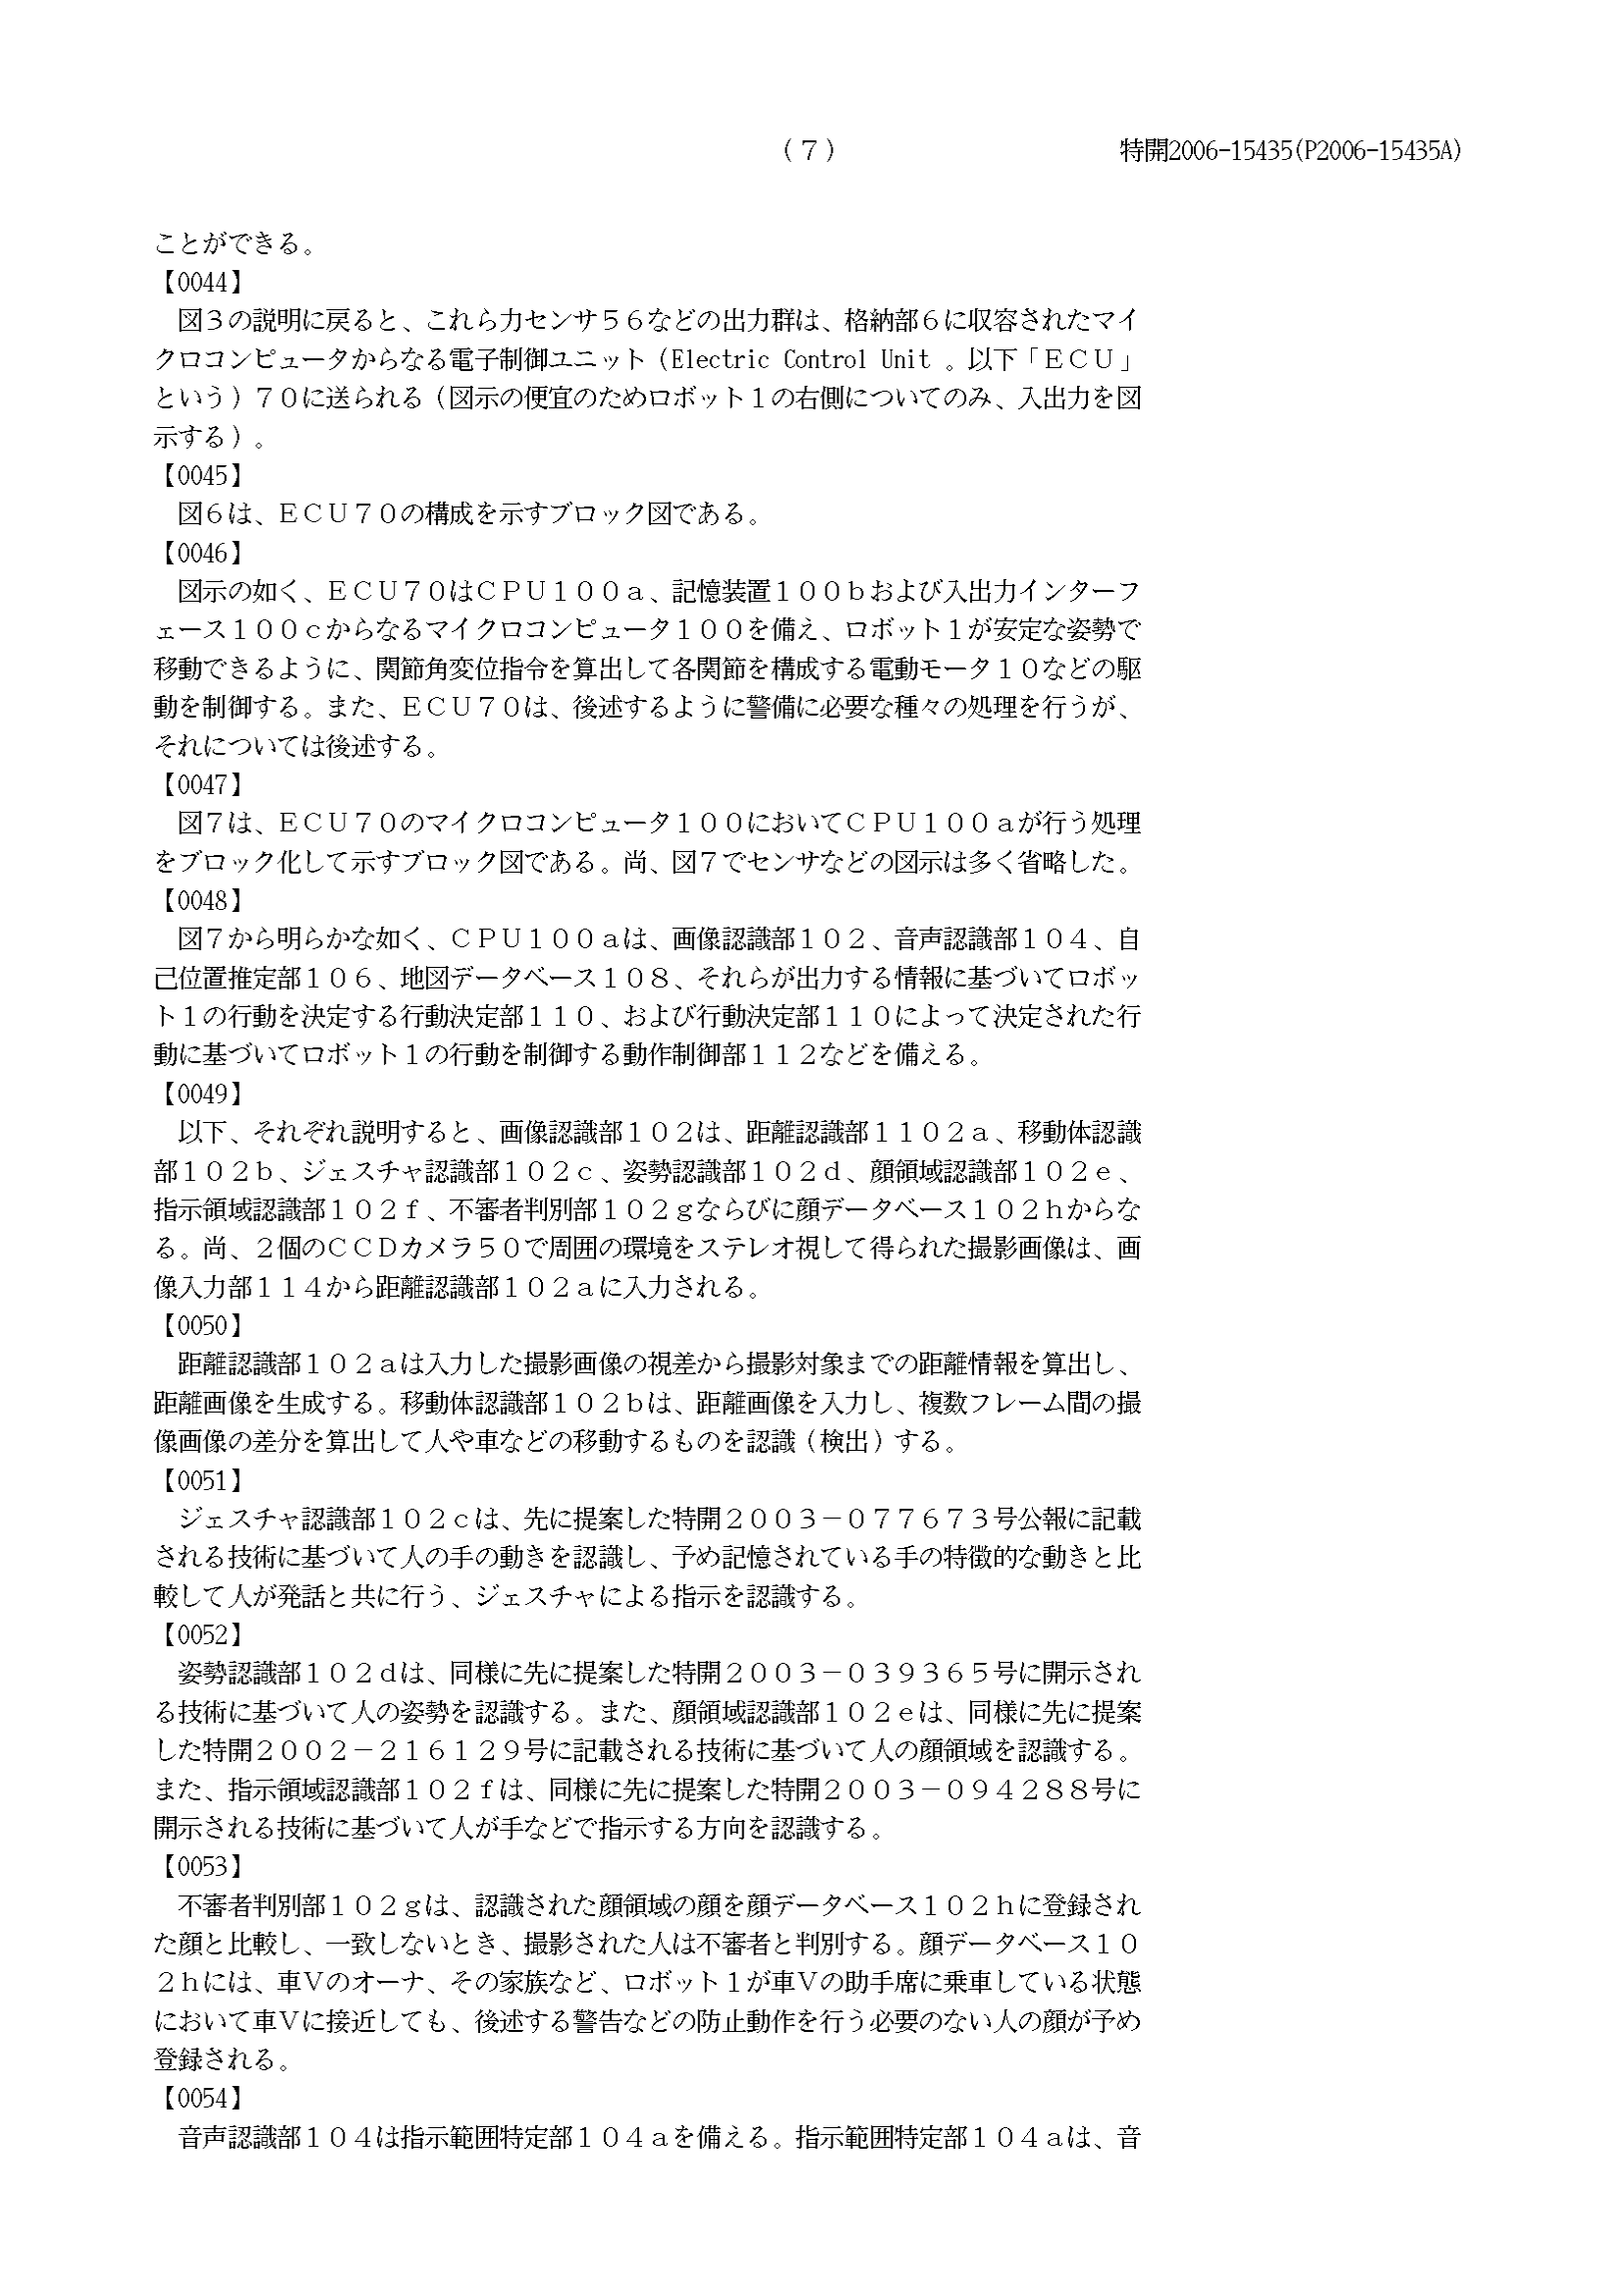 (７)
特開2006-15435(P2006-15435A)
ことができる。
【0044】
　図３の説明に戻ると、これら力センサ５６などの出力群は、格納部６に収容されたマイ
クロコンピュータからなる電子制御ユニット（Electric Control Unit 。以下「ＥＣＵ」
という）７０に送られる（図示の便宜のためロボット１の右側についてのみ、入出力を図
示する）。
【0045】
　図６は、ＥＣＵ７０の構成を示すブロック図である。
【0046】
　図示の如く、ＥＣＵ７０はＣＰＵ１００ａ、記憶装置１００ｂおよび入出力インターフ
ェース１００ｃからなるマイクロコンピュータ１００を備え、ロボット１が安定な姿勢で
移動できるように、関節角変位指令を算出して各関節を構成する電動モータ１０などの駆
動を制御する。また、ＥＣＵ７０は、後述するように警備に必要な種々の処理を行うが、
それについては後述する。
【0047】
　図７は、ＥＣＵ７０のマイクロコンピュータ１００においてＣＰＵ１００ａが行う処理
をブロック化して示すブロック図である。尚、図７でセンサなどの図示は多く省略した。
【0048】
　図７から明らかな如く、ＣＰＵ１００ａは、画像認識部１０２、音声認識部１０４、自
己位置推定部１０６、地図データベース１０８、それらが出力する情報に基づいてロボッ
ト１の行動を決定する行動決定部１１０、および行動決定部１１０によって決定された行
動に基づいてロボット１の行動を制御する動作制御部１１２などを備える。
【0049】
　以下、それぞれ説明すると、画像認識部１０２は、距離認識部１１０２ａ、移動体認識
部１０２ｂ、ジェスチャ認識部１０２ｃ、姿勢認識部１０２ｄ、顔領域認識部１０２ｅ、
指示領域認識部１０２ｆ、不審者判別部１０２ｇならびに顔データベース１０２ｈからな
る。尚、２個のＣＣＤカメラ５０で周囲の環境をステレオ視して得られた撮影画像は、画
像入力部１１４から距離認識部１０２ａに入力される。
【0050】
　距離認識部１０２ａは入力した撮影画像の視差から撮影対象までの距離情報を算出し、
距離画像を生成する。移動体認識部１０２ｂは、距離画像を入力し、複数フレーム間の撮
像画像の差分を算出して人や車などの移動するものを認識（検出）する。
【0051】
　ジェスチャ認識部１０２ｃは、先に提案した特開２００３－０７７６７３号公報に記載
される技術に基づいて人の手の動きを認識し、予め記憶されている手の特徴的な動きと比
較して人が発話と共に行う、ジェスチャによる指示を認識する。
【0052】
　姿勢認識部１０２ｄは、同様に先に提案した特開２００３－０３９３６５号に開示され
る技術に基づいて人の姿勢を認識する。また、顔領域認識部１０２ｅは、同様に先に提案
した特開２００２－２１６１２９号に記載される技術に基づいて人の顔領域を認識する。
また、指示領域認識部１０２ｆは、同様に先に提案した特開２００３－０９４２８８号に
開示される技術に基づいて人が手などで指示する方向を認識する。
【0053】
　不審者判別部１０２ｇは、認識された顔領域の顔を顔データベース１０２ｈに登録され
た顔と比較し、一致しないとき、撮影された人は不審者と判別する。顔データベース１０
２ｈには、車Ｖのオーナ、その家族など、ロボット１が車Ｖの助手席に乗車している状態
において車Ｖに接近しても、後述する警告などの防止動作を行う必要のない人の顔が予め
登録される。
【0054】
　音声認識部１０４は指示範囲特定部１０４ａを備える。指示範囲特定部１０４ａは、音